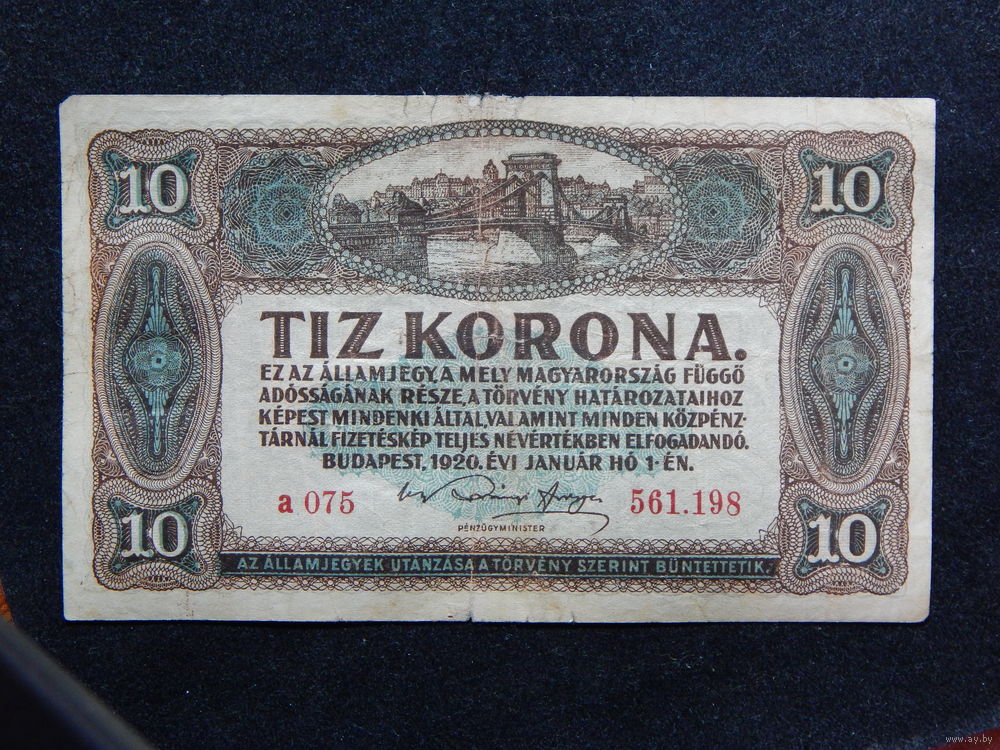 10 10
TIZ KORONA.
EZ AZ ÁLLAMJEGY, A MELY MAGYARORSZÁG FÜGGŐ
ADÓSSÁGÁNAK RÉSZE, A TÖRVÉNY HATÁROZATAIHOZ
KÉPEST MINDENKI ÁLTAL, VALAMINT MINDEN KÖZPÉNZ-
TÁRNÁL FIZETÉSKÉP TELJES NÉVÉRTÉKBEN ELFOGADANDÓ.
BUDAPEST, 1920. ÉVI JANUÁR HÓ 1-ÉN.
a 075 561.198
PÉNZÜGYMINISTER
10 10
AZ ÁLLAMJEGYEK UTÁNZÁSA A TÖRVÉNY SZERINT BÜNTETTETIK.
www.ay.by